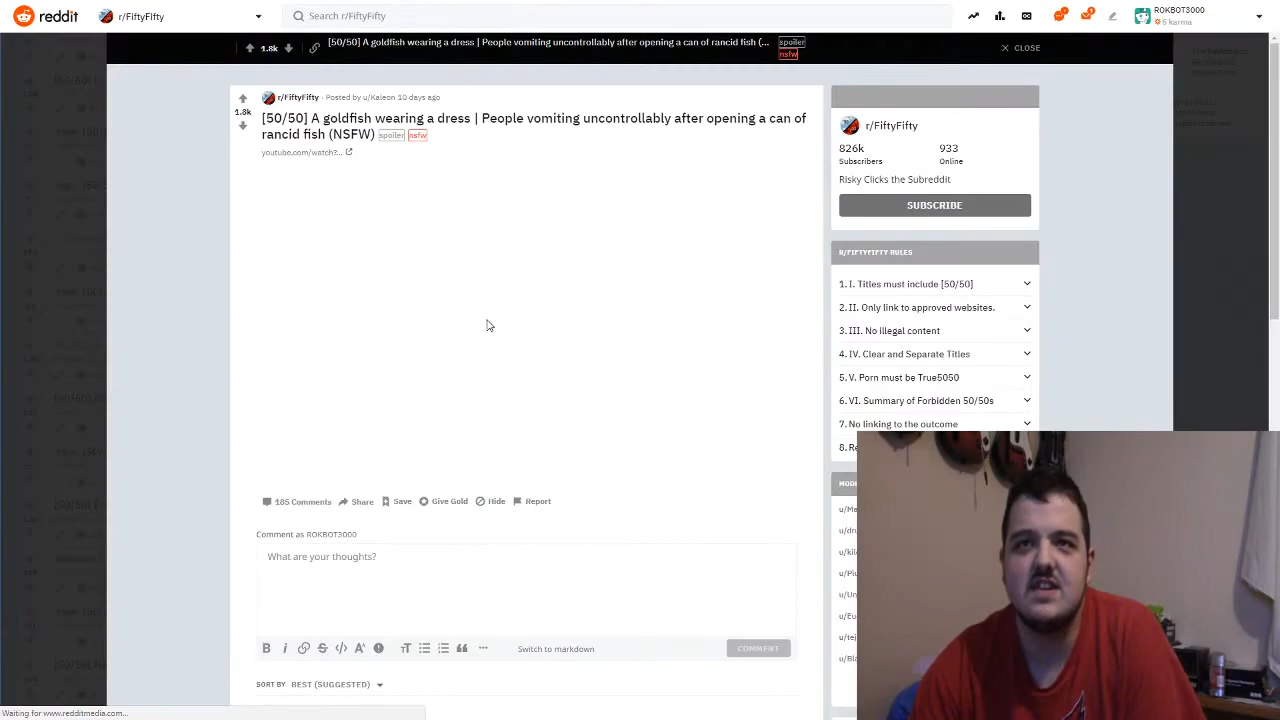 reddit
r/FiftyFifty
Search r/FiftyFifty
ROKBOT3000
5 karma
1.8k
[50/50] A goldfish wearing a dress | People vomiting uncontrollably after opening a can of rancid fish (...
spoiler
nsfw
CLOSE
r/FiftyFifty · Posted by u/Kaleon 10 days ago
1.8k
[50/50] A goldfish wearing a dress | People vomiting uncontrollably after opening a can of
rancid fish (NSFW) spoiler nsfw
youtube.com/watch?...
185 Comments Share Save Give Gold Hide Report
Comment as ROKBOT3000
What are your thoughts?
Switch to markdown
COMMENT
SORT BY BEST (SUGGESTED)
r/FiftyFifty
826k 933
Subscribers Online
Risky Clicks the Subreddit
SUBSCRIBE
R/FIFTYFIFTY RULES
1. I. Titles must include [50/50]
2. II. Only link to approved websites.
3. III. No illegal content
4. IV. Clear and Separate Titles
5. V. Porn must be True5050
6. VI. Summary of Forbidden 50/50s
7. No linking to the outcome
8. Re
MOD
Waiting for www.redditmedia.com...